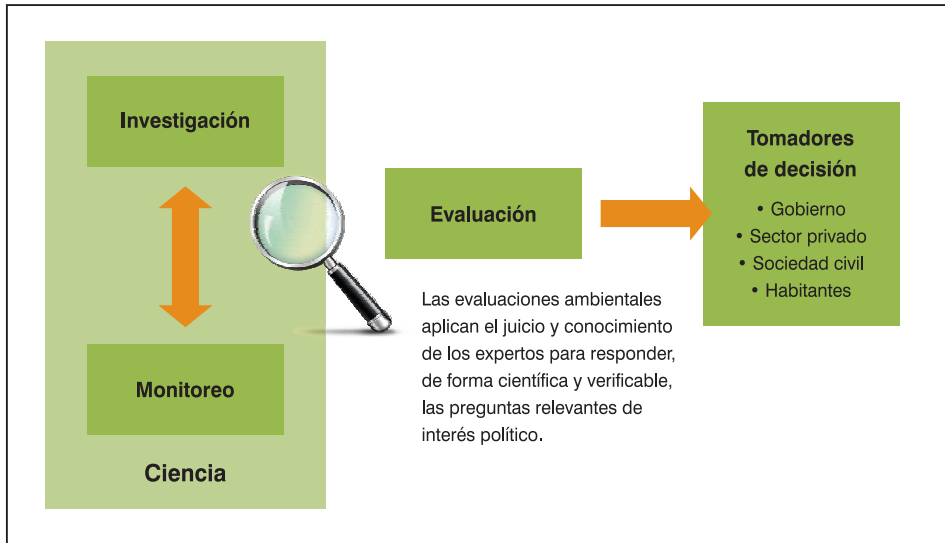 Investigación
Monitoreo
Ciencia
Evaluación
Las evaluaciones ambientales
aplican el juicio y conocimiento
de los expertos para responder,
de forma científica y verificable,
las preguntas relevantes de
interés político.
Tomadores
de decisión
• Gobierno
• Sector privado
• Sociedad civil
• Habitantes